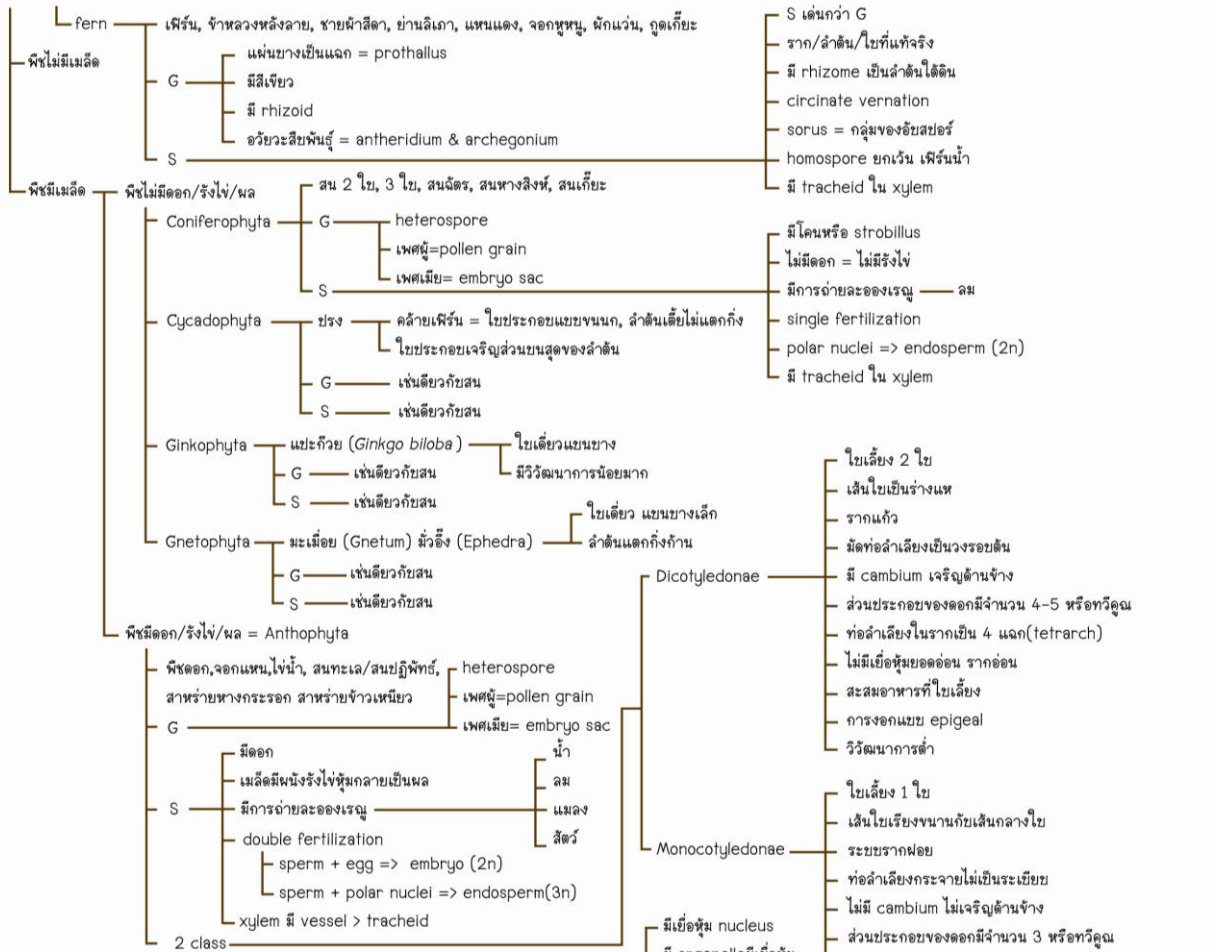 fern
เฟิร์น, ข้าหลวงหลังลาย, ชายผ้าสีดา, ย่านลิเภา, แหนแดง, จอกหูหนู, ผักแว่น, กูดเกี๊ยะ
พืชไม่มีเมล็ด
G
แผ่นบางเป็นแฉก = prothallus
มีสีเขียว
มี rhizoid
อวัยวะสืบพันธุ์ = antheridium & archegonium
S
S เด่นกว่า G
ราก/ลำต้น/ใบที่แท้จริง
มี rhizome เป็นลำต้นใต้ดิน
circinate vernation
sorus = กลุ่มของอับสปอร์
homospore ยกเว้น เฟิร์นน้ำ
มี tracheid ใน xylem
พืชมีเมล็ด
พืชไม่มีดอก/รังไข่/ผล
Coniferophyta
สน 2 ใบ, 3 ใบ, สนฉัตร, สนหางสิงห์, สนเกี๊ยะ
G
heterospore
เพศผู้=pollen grain
เพศเมีย= embryo sac
S
มีโคนหรือ strobillus
ไม่มีดอก = ไม่มีรังไข่
มีการถ่ายละอองเรณู
ลม
single fertilization
polar nuclei => endosperm (2n)
มี tracheid ใน xylem
Cycadophyta
ปรง
คล้ายเฟิร์น = ใบประกอบแบบขนนก, ลำต้นเตี้ยไม่แตกกิ่ง
ใบประกอบเจริญส่วนบนสุดของลำต้น
G
เช่นดียวกับสน
S
เช่นดียวกับสน
Ginkophyta
แปะก๊วย (Ginkgo biloba)
ใบเดี่ยวแบนบาง
มีวิวัฒนาการน้อยมาก
G
เช่นดียวกับสน
S
เช่นดียวกับสน
Gnetophyta
มะเมื่อย (Gnetum) มั่วอึ๊ง (Ephedra)
ใบเดี่ยว แบนบางเล็ก
ลำต้นแตกกิ่งก้าน
G
เช่นดียวกับสน
S
เช่นดียวกับสน
พืชมีดอก/รังไข่/ผล = Anthophyta
พืชดอก,จอกแหน,ไข่น้ำ, สนทะเล/สนปฏิพัทธ์,
สาหร่ายหางกระรอก สาหร่ายข้าวเหนียว
G
heterospore
เพศผู้=pollen grain
เพศเมีย= embryo sac
S
มีดอก
เมล็ดมีผนังรังไข่หุ้มกลายเป็นผล
มีการถ่ายละอองเรณู
น้ำ
ลม
แมลง
สัตว์
double fertilization
sperm + egg => embryo (2n)
sperm + polar nuclei => endosperm(3n)
xylem มี vessel > tracheid
2 class
Dicotyledonae
ใบเลี้ยง 2 ใบ
เส้นใบเป็นร่างแห
รากแก้ว
มัดท่อลำเลียงเป็นวงรอบต้น
มี cambium เจริญด้านข้าง
ส่วนประกอบของดอกมีจำนวน 4-5 หรือทวีคูณ
ท่อลำเลียงในรากเป็น 4 แฉก(tetrarch)
ไม่มีเยื่อหุ้มยอดอ่อน รากอ่อน
สะสมอาหารที่ใบเลี้ยง
การงอกแบบ epigeal
วิวัฒนาการต่ำ
Monocotyledonae
ใบเลี้ยง 1 ใบ
เส้นใบเรียงขนานกับเส้นกลางใบ
ระบบรากฝอย
ท่อลำเลียงกระจายไม่เป็นระเบียบ
ไม่มี cambium ไม่เจริญด้านข้าง
ส่วนประกอบของดอกมีจำนวน 3 หรือทวีคูณ
มีเยื่อหุ้ม nucleus